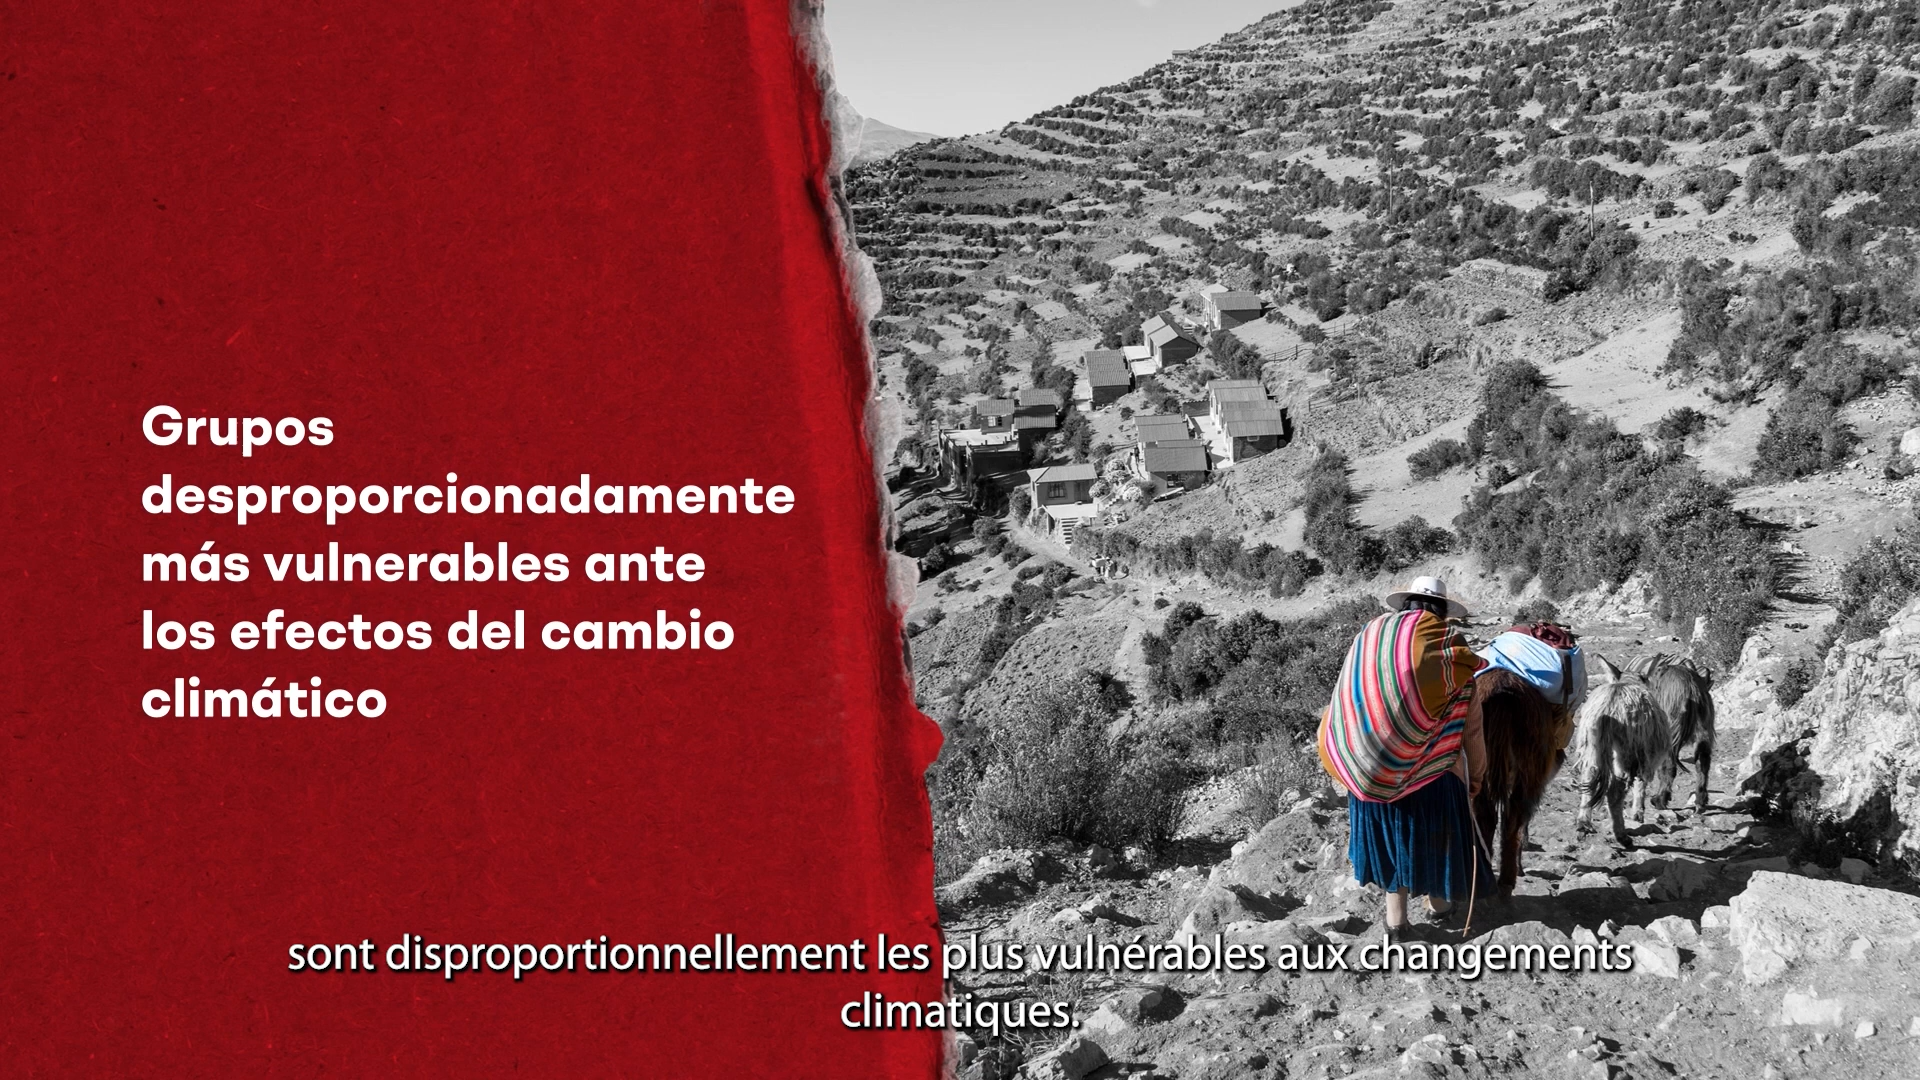 Grupos
desproporcionadamente
más vulnerables ante
los efectos del cambio
climático
sont disproportionnellement les plus vulnérables aux changements
climatiques.